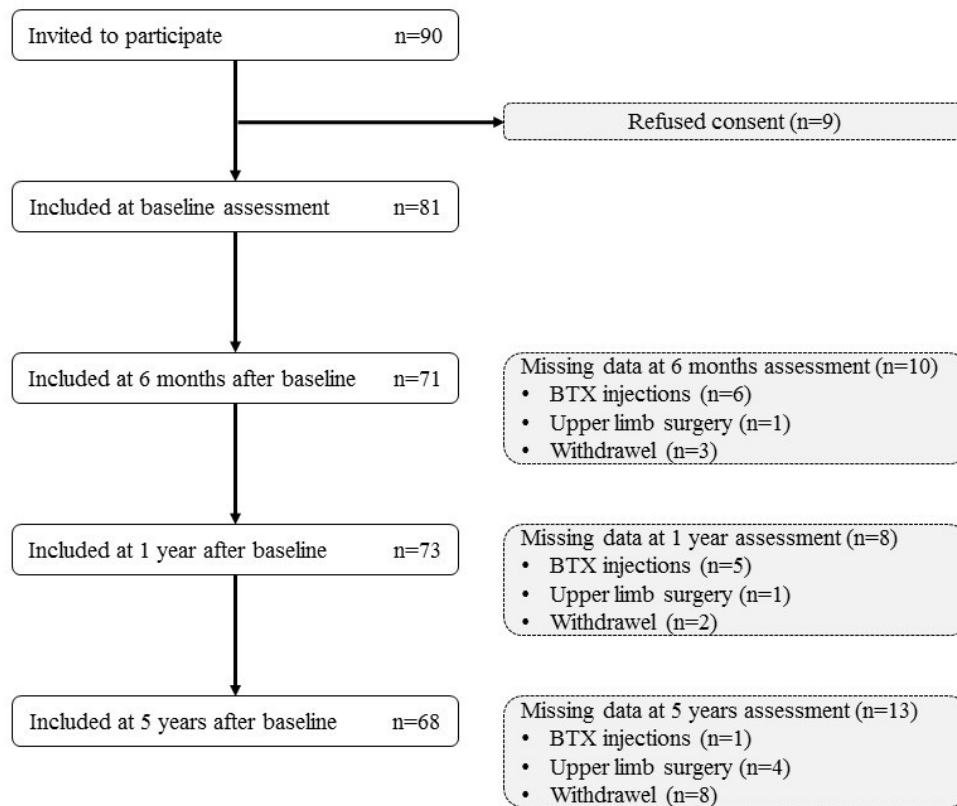 Invited to participate n=90
Refused consent (n=9)
Included at baseline assessment n=81
Included at 6 months after baseline n=71
Missing data at 6 months assessment (n=10)
• BTX injections (n=6)
• Upper limb surgery (n=1)
• Withdrawel (n=3)
Included at 1 year after baseline n=73
Missing data at 1 year assessment (n=8)
• BTX injections (n=5)
• Upper limb surgery (n=1)
• Withdrawel (n=2)
Included at 5 years after baseline n=68
Missing data at 5 years assessment (n=13)
• BTX injections (n=1)
• Upper limb surgery (n=4)
• Withdrawel (n=8)